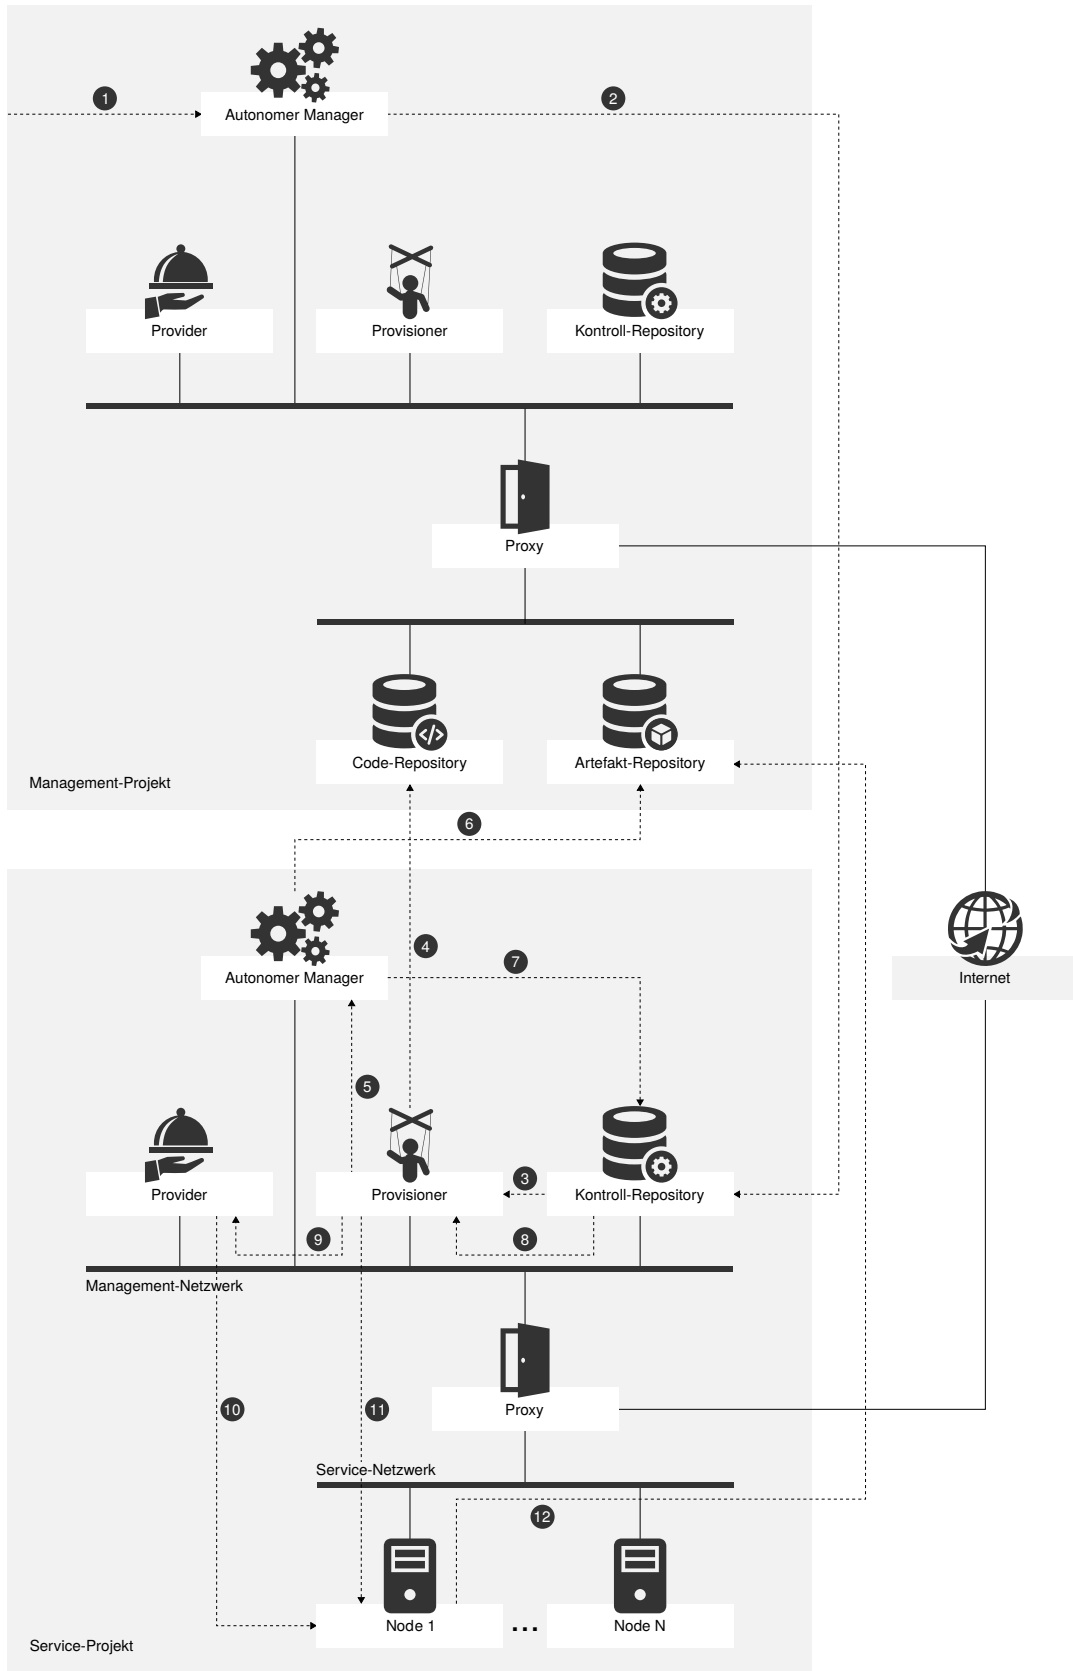 1
2
Autonomer Manager
Provider
Provisioner
Kontroll-Repository
Proxy
Code-Repository
Artefakt-Repository
Management-Projekt
6
4
Autonomer Manager
7
Internet
5
3
Provider
Provisioner
Kontroll-Repository
9
8
Management-Netzwerk
10
11
Proxy
Service-Netzwerk
12
Node 1
...
Node N
Service-Projekt